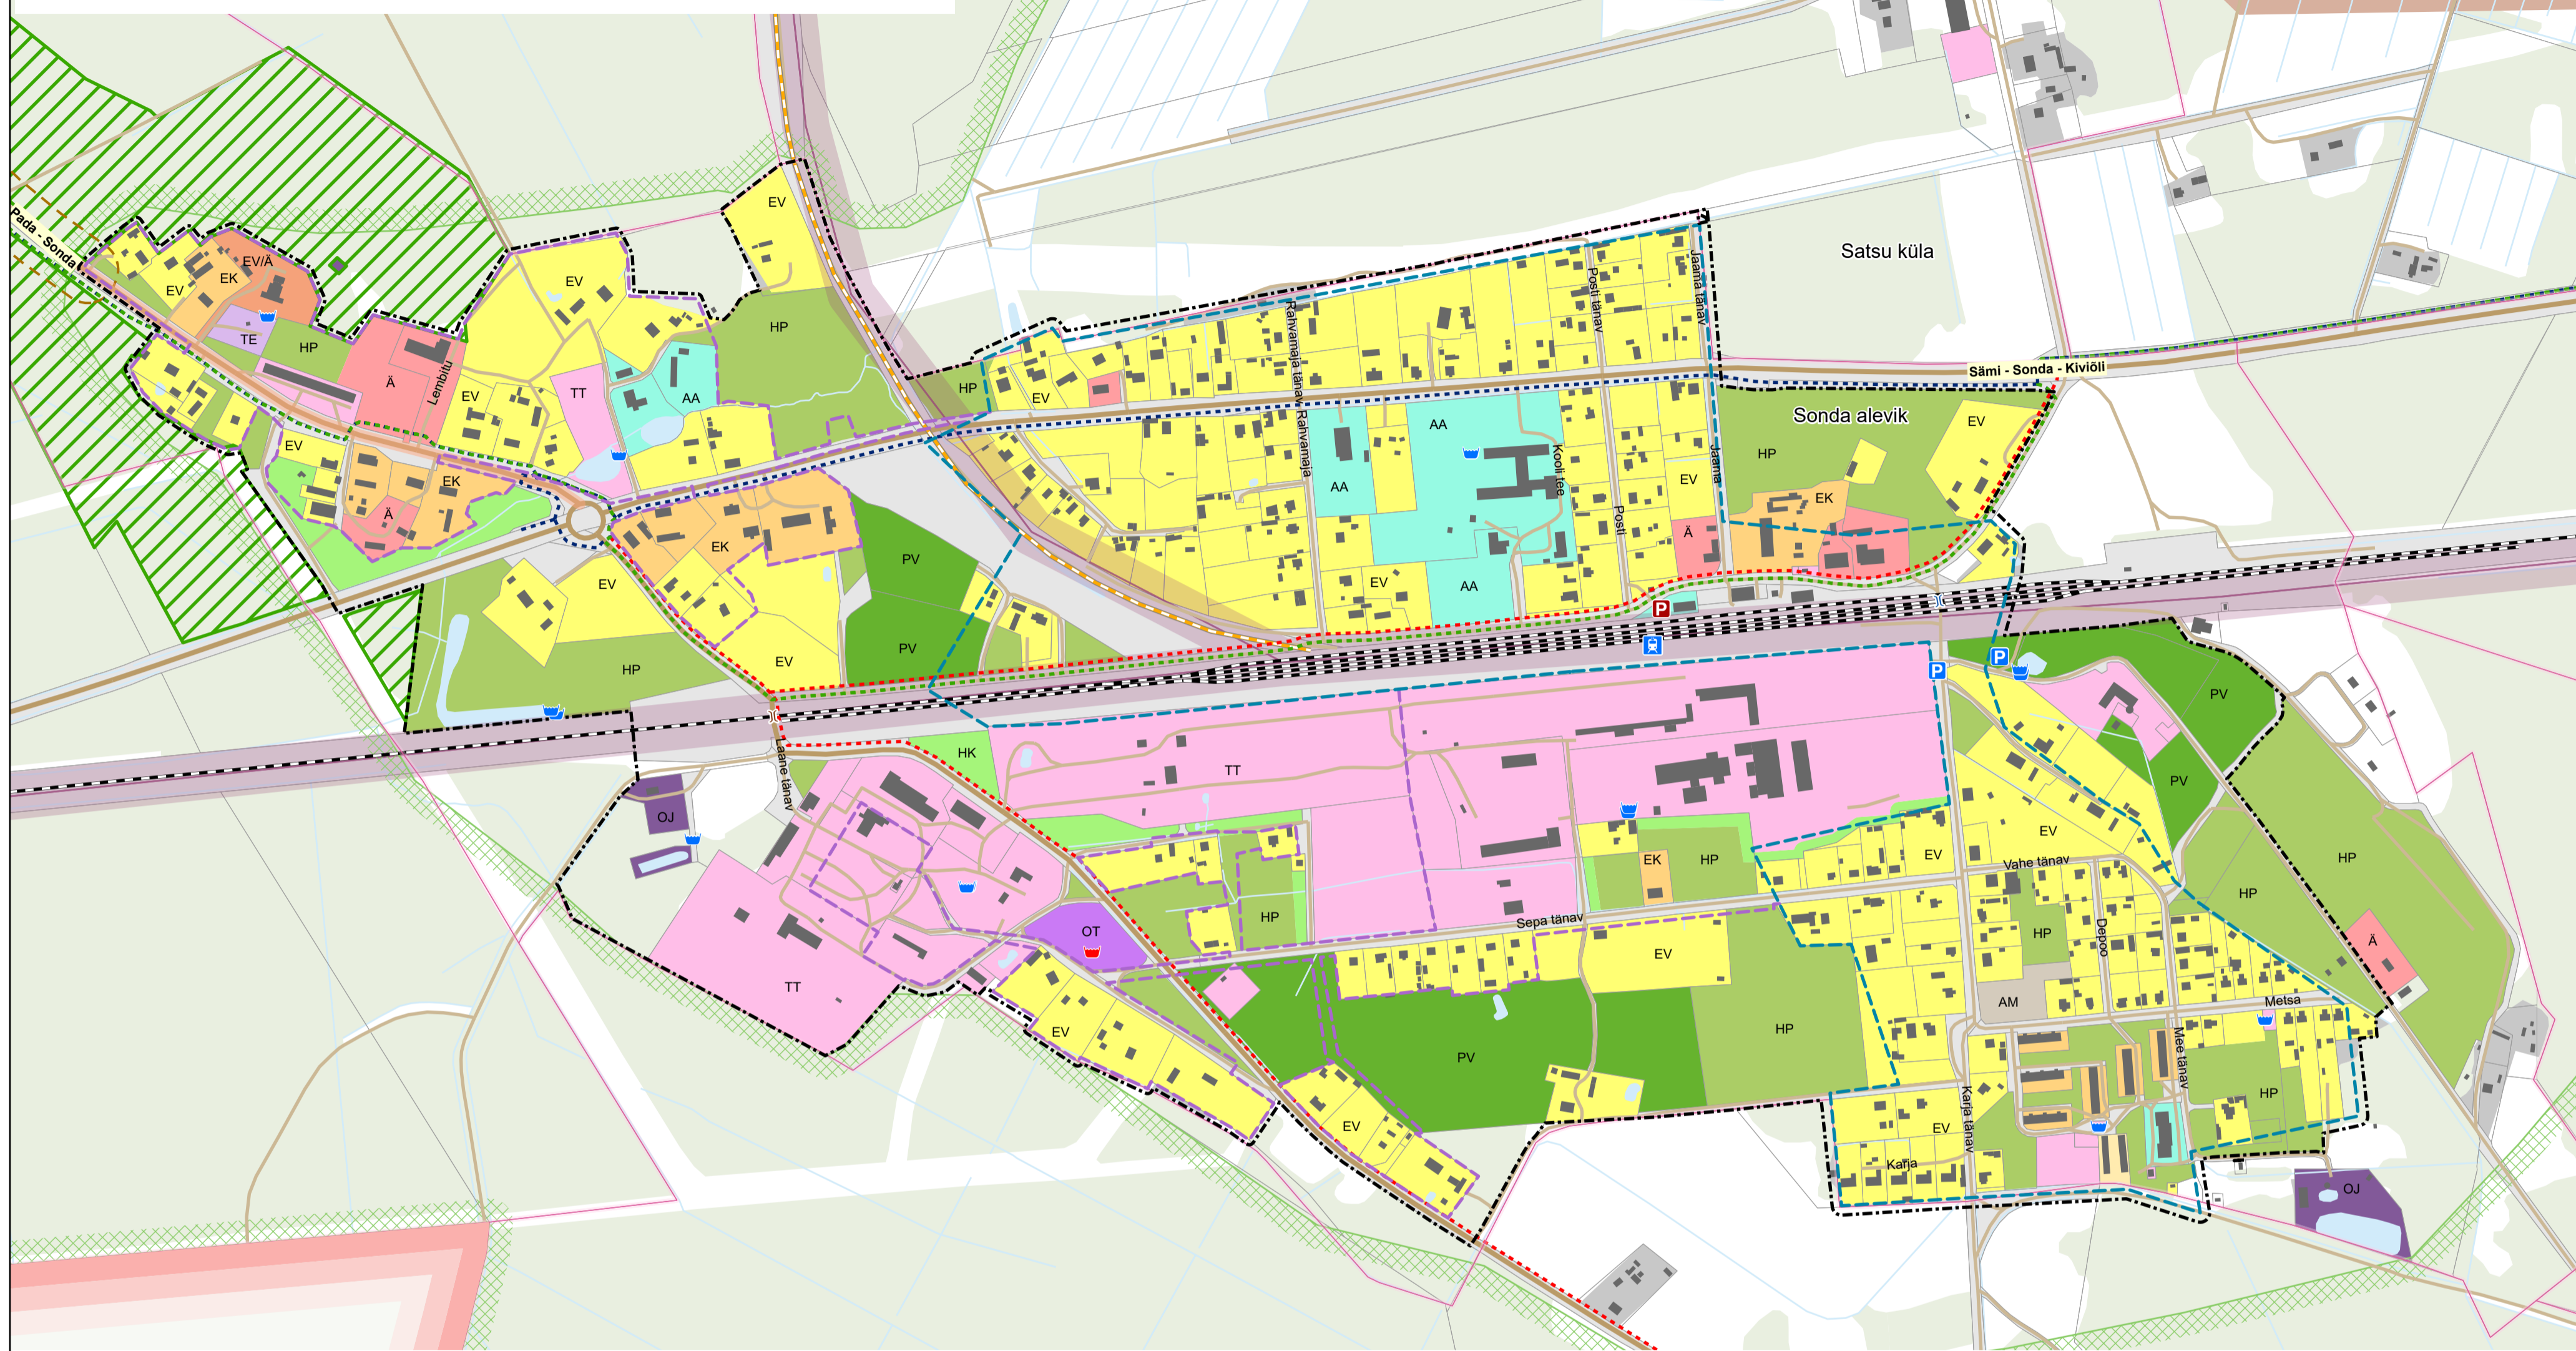 Pada - Sonda
EV
EK
EV/Ä
TE
HP
Ä
Lembitu
EV
EV
TT
AA
EV
HP
EV
EK
Ä
EK
EV
HP
EV
PV
PV
HP
EV
Rahvamaja tänav
Rahvamaja
Posti tänav
Posti
Jaama tänav
Jaama
Kooli tee
AA
AA
AA
EV
EV
Ä
Satsu küla
Sämi - Sonda - Kiviõli
Sonda alevik
HP
EV
EK
P
P
P
Laane tänav
HK
TT
OJ
TT
OT
HP
EV
EV
Sepa tänav
EK
HP
EV
EV
PV
HP
PV
PV
EV
Vahe tänav
HP
HP
HP
Depoo
AM
Ä
Metsa
Mee tänav
Karja tänav
Karja
EV
HP
OJ